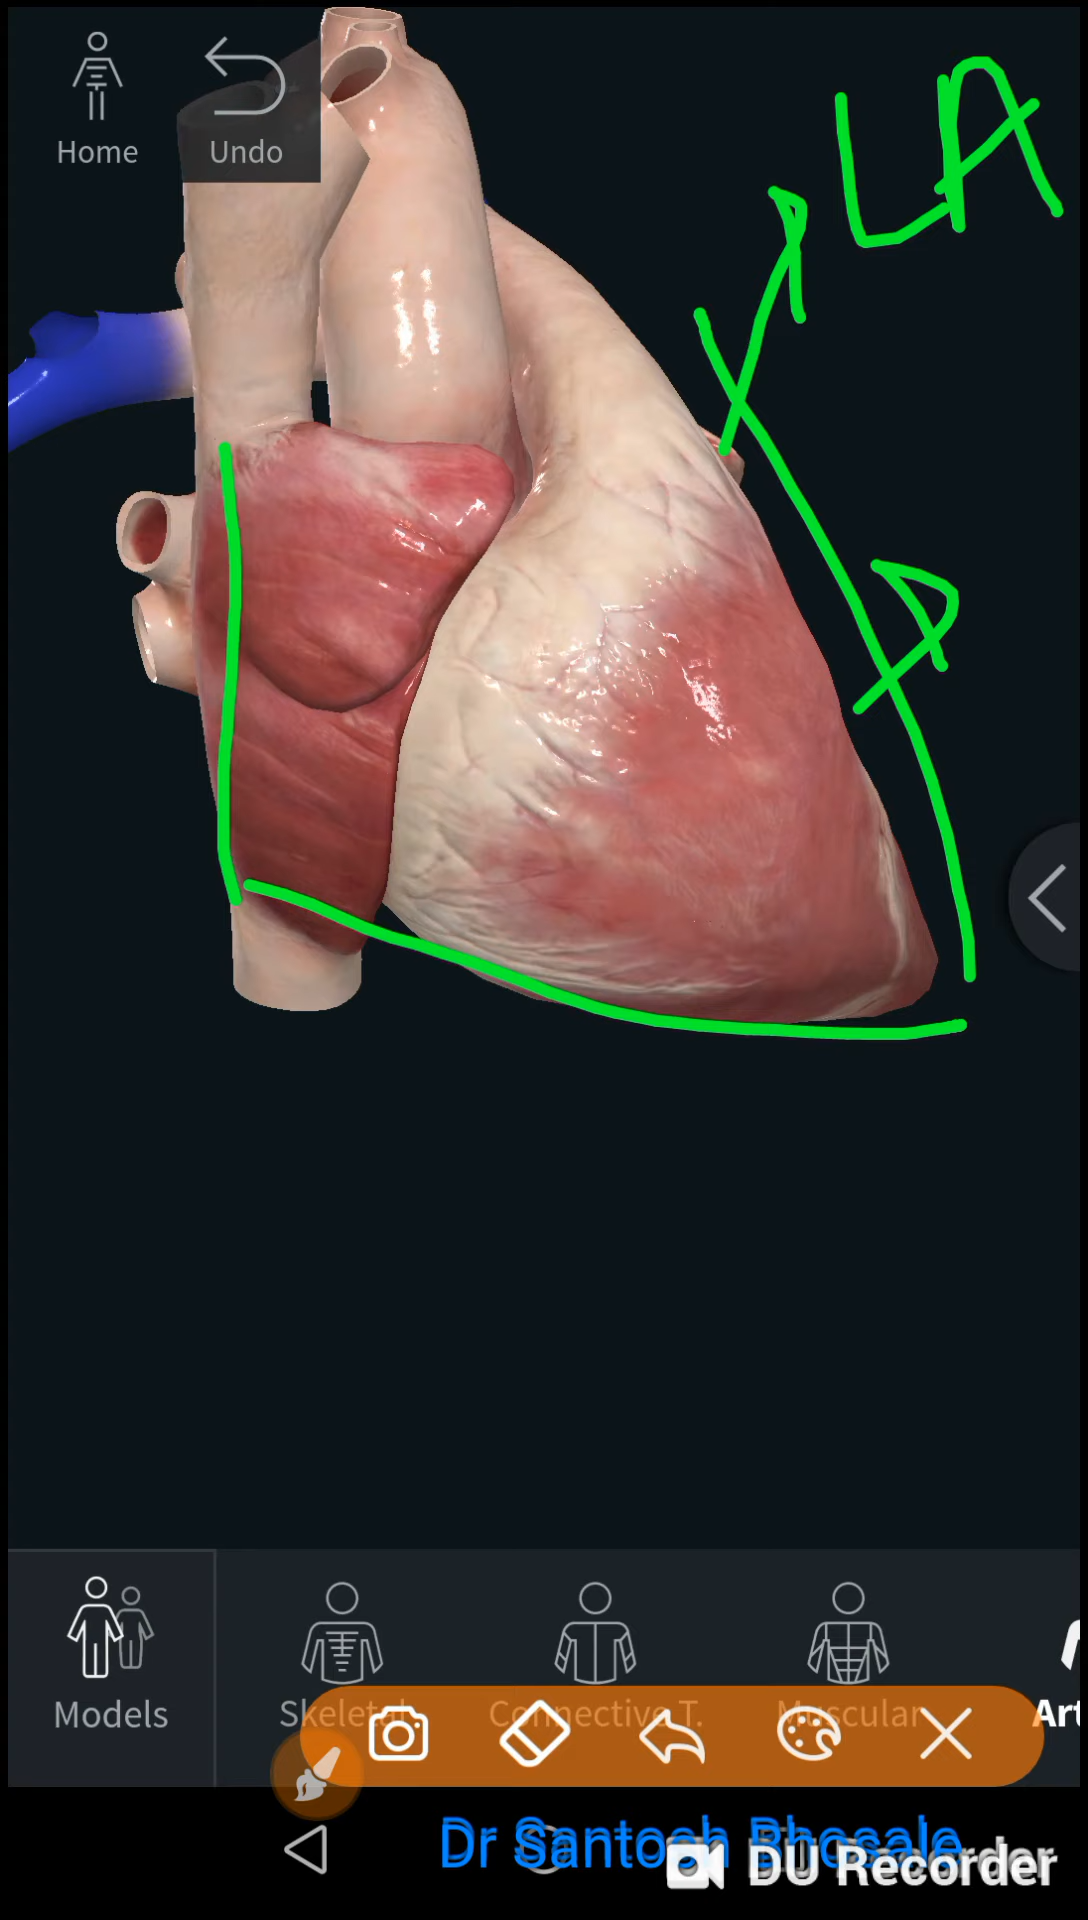 Home
Undo
LA
Models
Skeletal
Connective T.
Muscular
Art
Dr Santosh Bhosale
DU Recorder